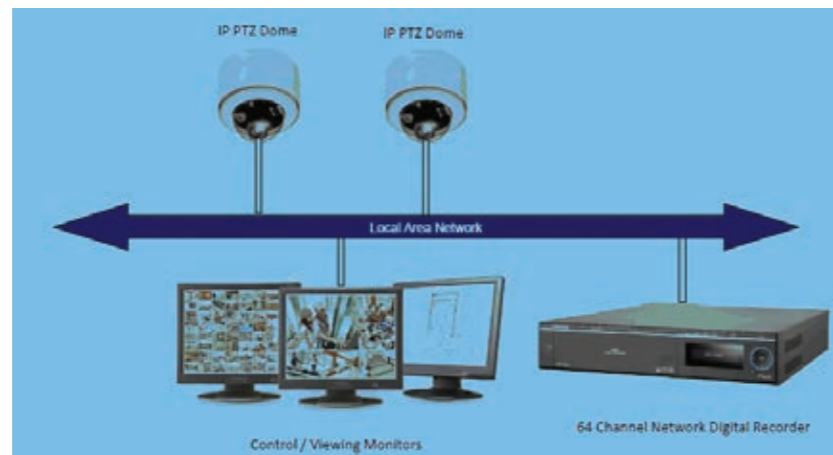 IP PTZ Dome
IP PTZ Dome
Local Area Network
Control / Viewing Monitors
64 Channel Network Digital Recorder